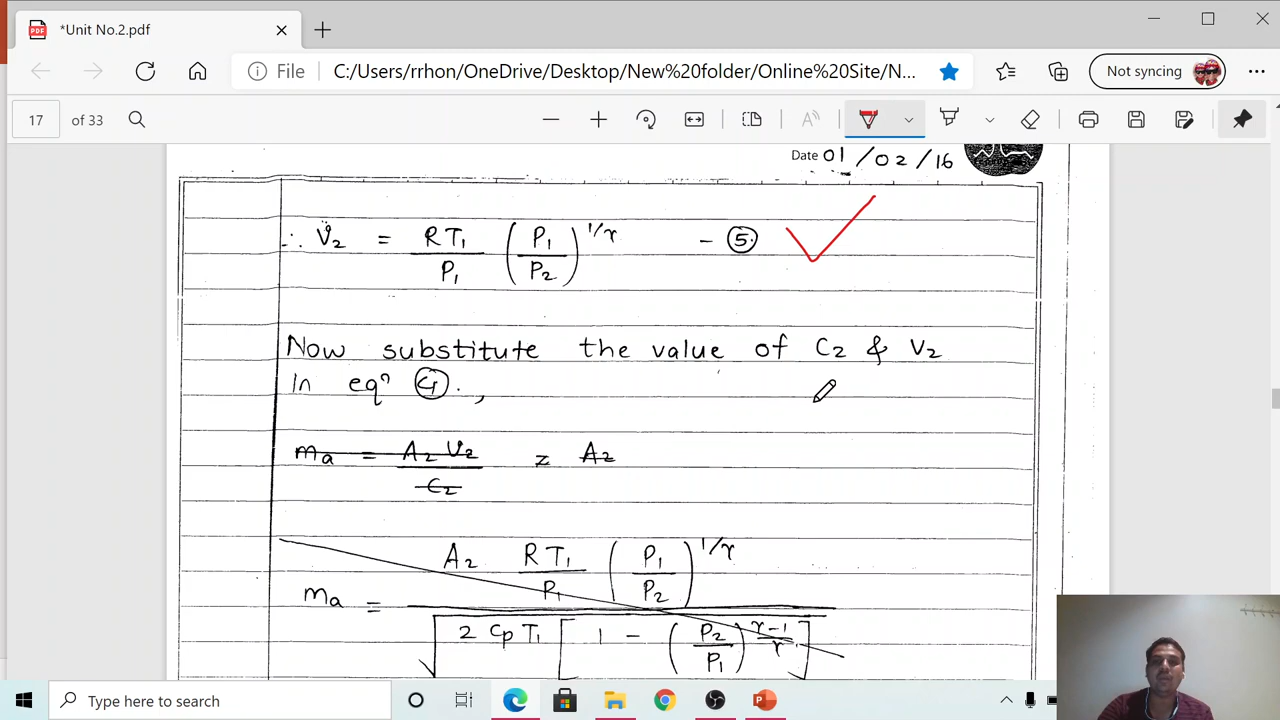 *Unit No.2.pdf
File C:/Users/rrhon/OneDrive/Desktop/New%20folder/Online%20Site/N...
Not syncing
17 of 33
Date 01/02/16
∴ V2 = RT1/P1 (P1/P2)^1/r - ⑤
Now substitute the value of C2 & V2
In eqn ④.,
ma = A2 V2/C2 = A2
ma = A2 RT1/P1 (P1/P2)^1/r / √2 Cp T1 [1 - (P2/P1)^r-1/r]
Type here to search